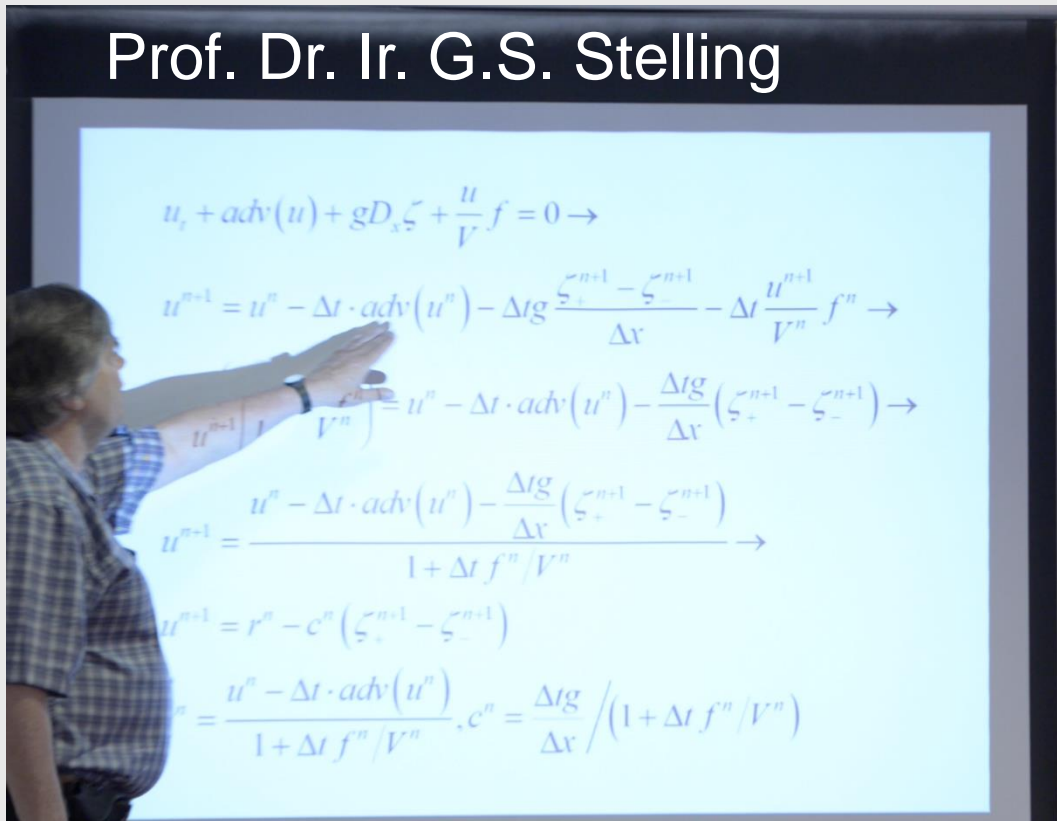 Prof. Dr. Ir. G.S. Stelling
u_t + adv(u) + gD_xζ + u/V f = 0 →
u^{n+1} = u^n − Δt · adv(u^n) − Δtg (ζ_+^{n+1} − ζ_-^{n+1})/Δx − Δt u^{n+1}/V^n f^n →
u^{n+1} V^n) = u^n − Δt · adv(u^n) − Δtg/Δx (ζ_+^{n+1} − ζ_-^{n+1}) →
u^{n+1} = (u^n − Δt · adv(u^n) − Δtg/Δx (ζ_+^{n+1} − ζ_-^{n+1}))/(1 + Δt f^n/V^n) →
u^{n+1} = r^n − c^n (ζ_+^{n+1} − ζ_-^{n+1})
^n = (u^n − Δt · adv(u^n))/(1 + Δt f^n/V^n), c^n = Δtg/Δx /(1 + Δt f^n/V^n)